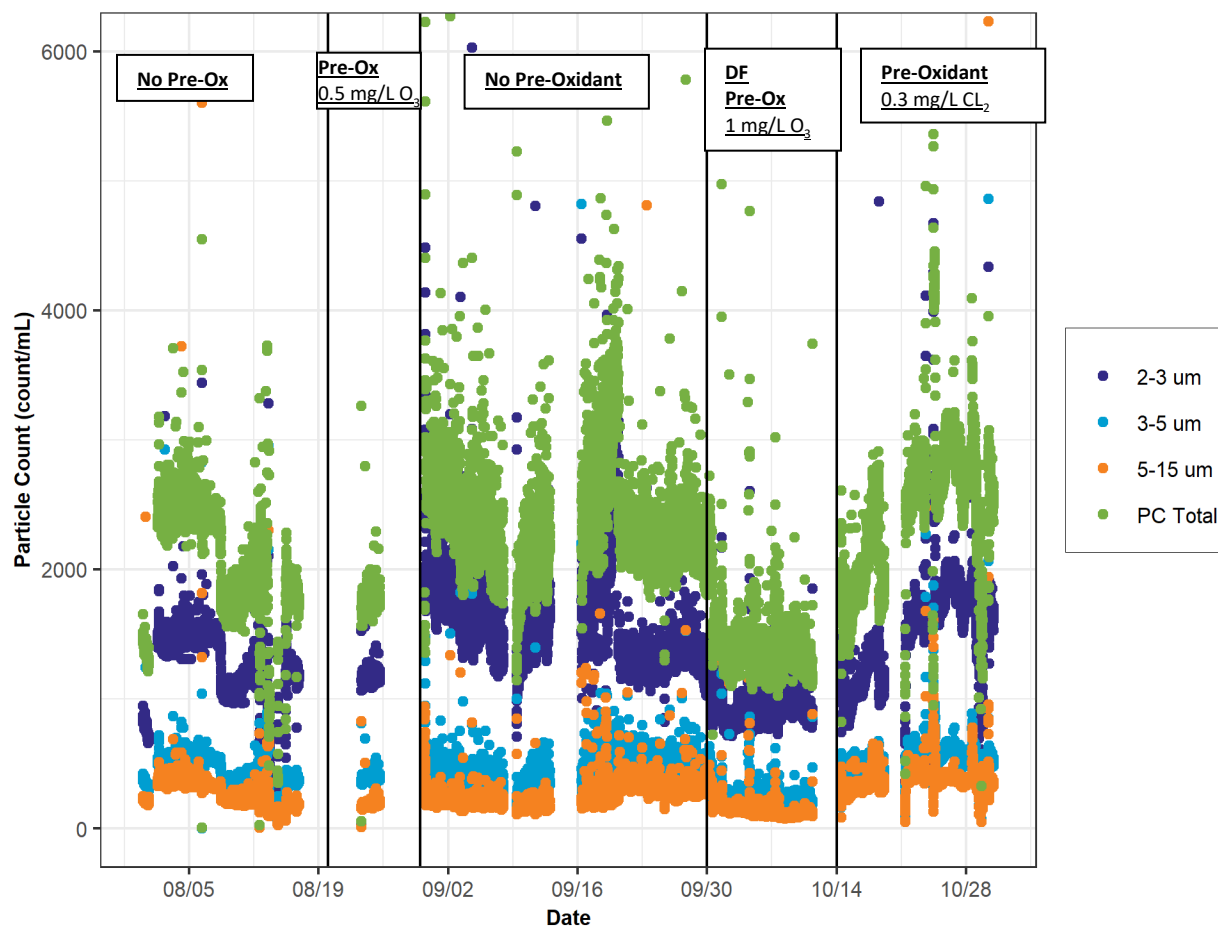 No Pre-Ox
Pre-Ox
0.5 mg/L O3
No Pre-Oxidant
DF
Pre-Ox
1 mg/L O3
Pre-Oxidant
0.3 mg/L CL2
6000
4000
2000
0
Particle Count (count/mL)
08/05
08/19
09/02
09/16
09/30
10/14
10/28
Date
2-3 um
3-5 um
5-15 um
PC Total